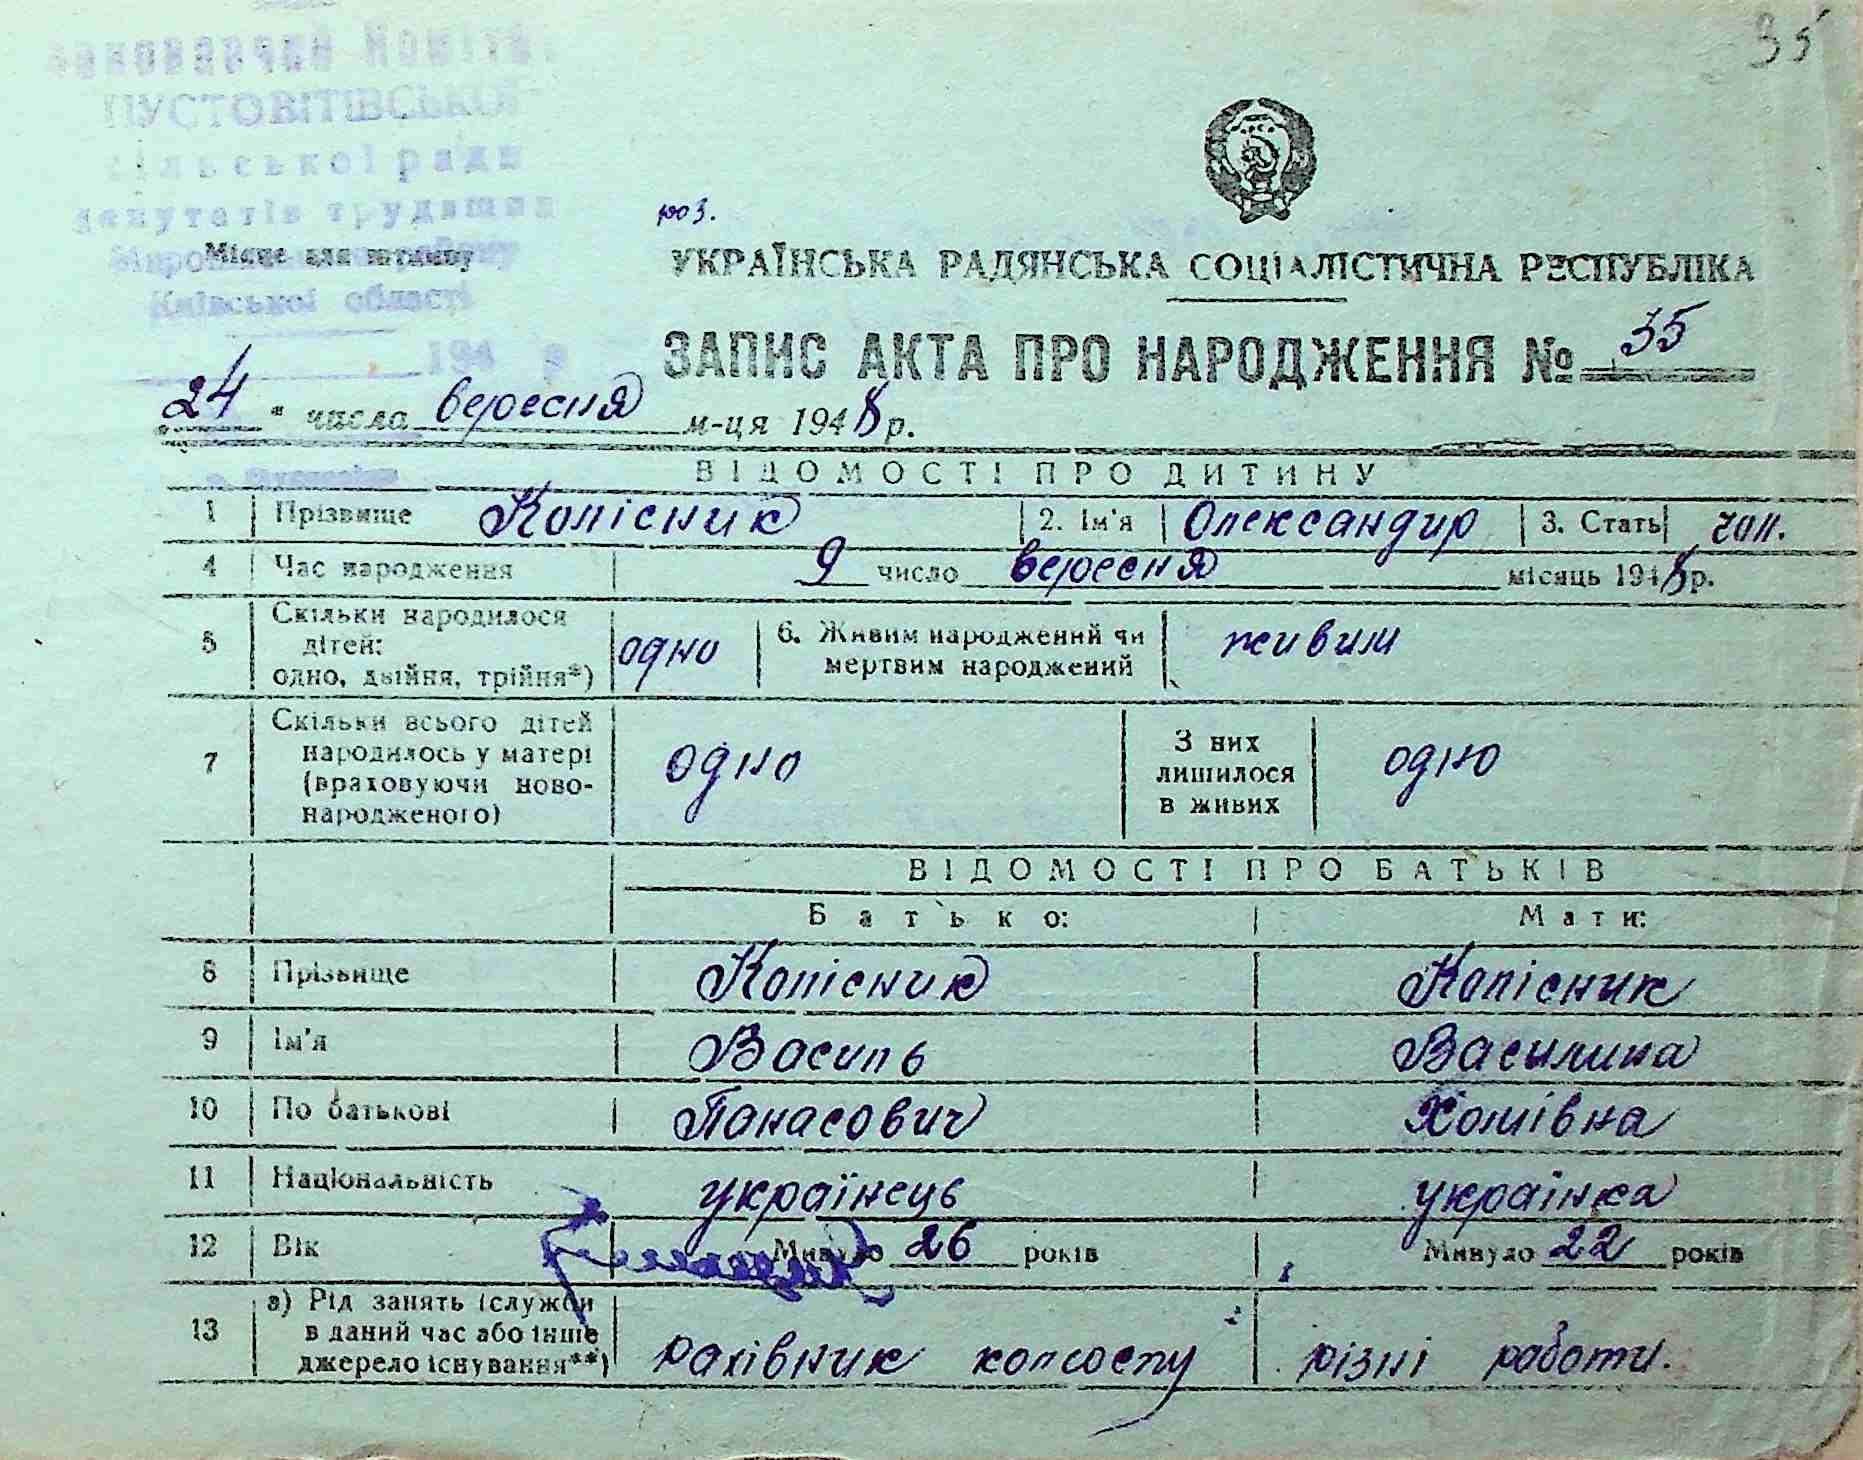 35
ПУСТОВІТІВСЬКОЇ
сільської ради
депутатів трудящих
Місце для штампу
Київської області
194 р
УКРАЇНСЬКА РАДЯНСЬКА СОЦІАЛІСТИЧНА РЕСПУБЛІКА
ЗАПИС АКТА ПРО НАРОДЖЕННЯ № 35
24 " числа вересня м-ця 1948 р.
ВІДОМОСТІ ПРО ДИТИНУ
1 Прізвище Колісник 2. Ім'я Олександир 3. Стать чол.
4 Час народження 9 число вересня місяць 1948 р.
5 Скільки народилося дітей: одно, двійня, трійня*) одно 6. Живим народжений чи мертвим народжений живим
7 Скільки всього дітей народилось у матері (враховуючи новонародженого) одно З них лишилося в живих одно
ВІДОМОСТІ ПРО БАТЬКІВ
Батько: Мати:
8 Прізвище Колісник Колісник
9 Ім'я Василь Василина
10 По батькові Панасович Хомівна
11 Національність українець українка
12 Вік Минуло 26 років Минуло 22 років
13 а) Рід занять (служби в даний час або інше джерело існування**) рахівник колгоспу різні роботи.